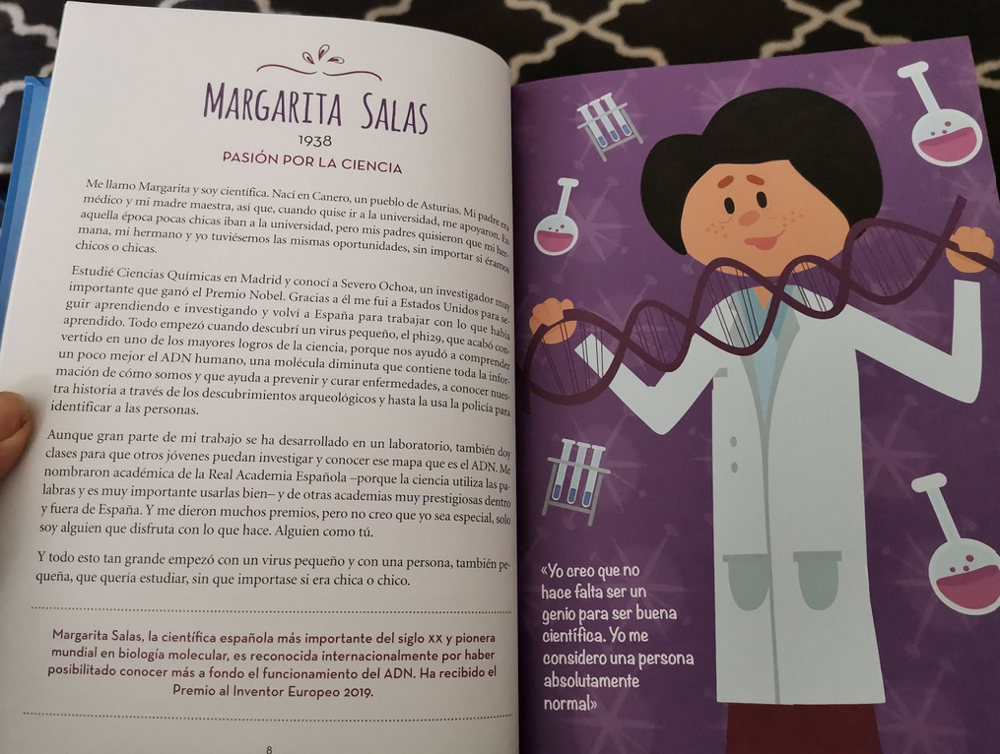 MARGARITA SALAS
1938
PASIÓN POR LA CIENCIA
Me llamo Margarita y soy científica. Nací en Canero, un pueblo de Asturias. Mi padre era
médico y mi madre maestra, así que, cuando quise ir a la universidad, me apoyaron. En
aquella época pocas chicas iban a la universidad, pero mis padres quisieron que mi her-
mana, mi hermano y yo tuviésemos las mismas oportunidades, sin importar si éramos
chicos o chicas.
Estudié Ciencias Químicas en Madrid y conocí a Severo Ochoa, un investigador muy
importante que ganó el Premio Nobel. Gracias a él me fui a Estados Unidos para se-
guir aprendiendo e investigando y volví a España para trabajar con lo que había
aprendido. Todo empezó cuando descubrí un virus pequeño, el phi29, que acabó con-
vertido en uno de los mayores logros de la ciencia, porque nos ayudó a comprender
un poco mejor el ADN humano, una molécula diminuta que contiene toda la infor-
mación de cómo somos y que ayuda a prevenir y curar enfermedades, a conocer nues-
tra historia a través de los descubrimientos arqueológicos y hasta la usa la policía para
identificar a las personas.
Aunque gran parte de mi trabajo se ha desarrollado en un laboratorio, también doy
clases para que otros jóvenes puedan investigar y conocer ese mapa que es el ADN. Me
nombraron académica de la Real Academia Española –porque la ciencia utiliza las pa-
labras y es muy importante usarlas bien– y de otras academias muy prestigiosas dentro
y fuera de España. Y me dieron muchos premios, pero no creo que yo sea especial, solo
soy alguien que disfruta con lo que hace. Alguien como tú.
Y todo esto tan grande empezó con un virus pequeño y con una persona, también pe-
queña, que quería estudiar, sin que importase si era chica o chico.
Margarita Salas, la científica española más importante del siglo XX y pionera
mundial en biología molecular, es reconocida internacionalmente por haber
posibilitado conocer más a fondo el funcionamiento del ADN. Ha recibido el
Premio al Inventor Europeo 2019.
8
«Yo creo que no
hace falta ser un
genio para ser buena
científica. Yo me
considero una persona
absolutamente
normal»